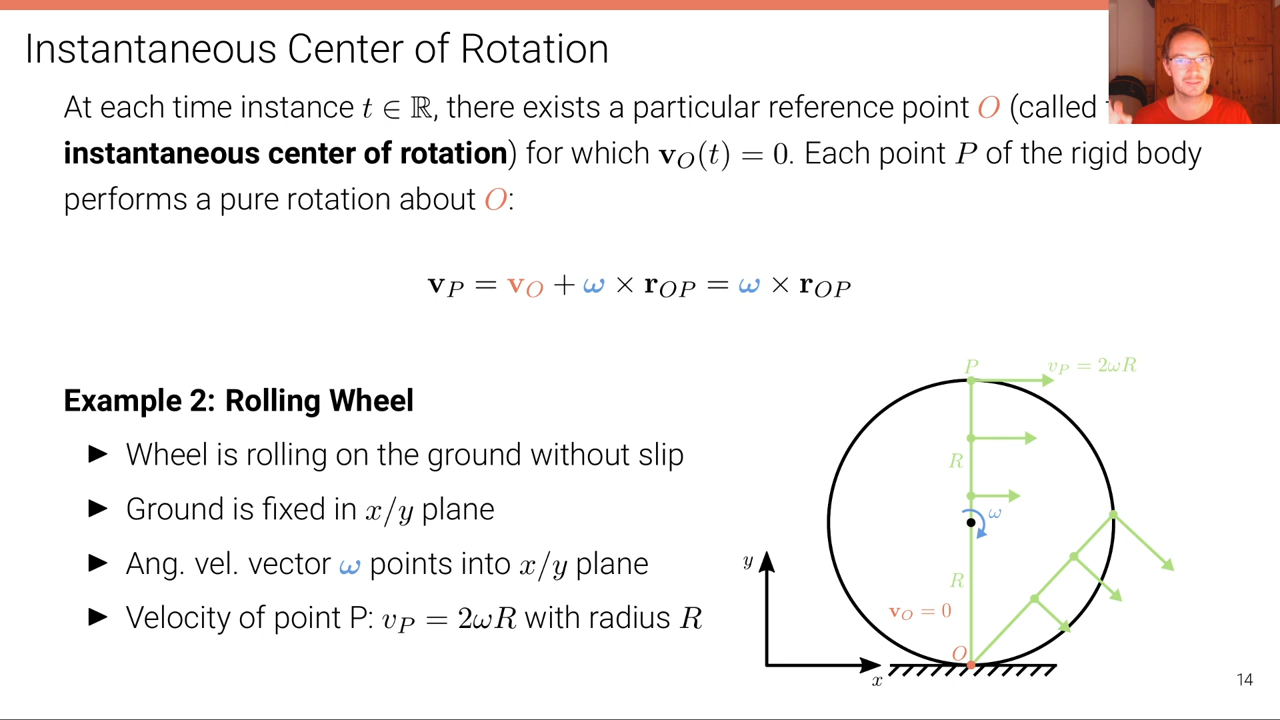 Instantaneous Center of Rotation
At each time instance t ∈ ℝ, there exists a particular reference point O (called
instantaneous center of rotation) for which v_O(t) = 0. Each point P of the rigid body
performs a pure rotation about O:
v_P = v_O + ω × r_OP = ω × r_OP
Example 2: Rolling Wheel
► Wheel is rolling on the ground without slip
► Ground is fixed in x/y plane
► Ang. vel. vector ω points into x/y plane
► Velocity of point P: v_P = 2ωR with radius R
P
v_P = 2ωR
R
ω
R
v_O = 0
O
y
x
14